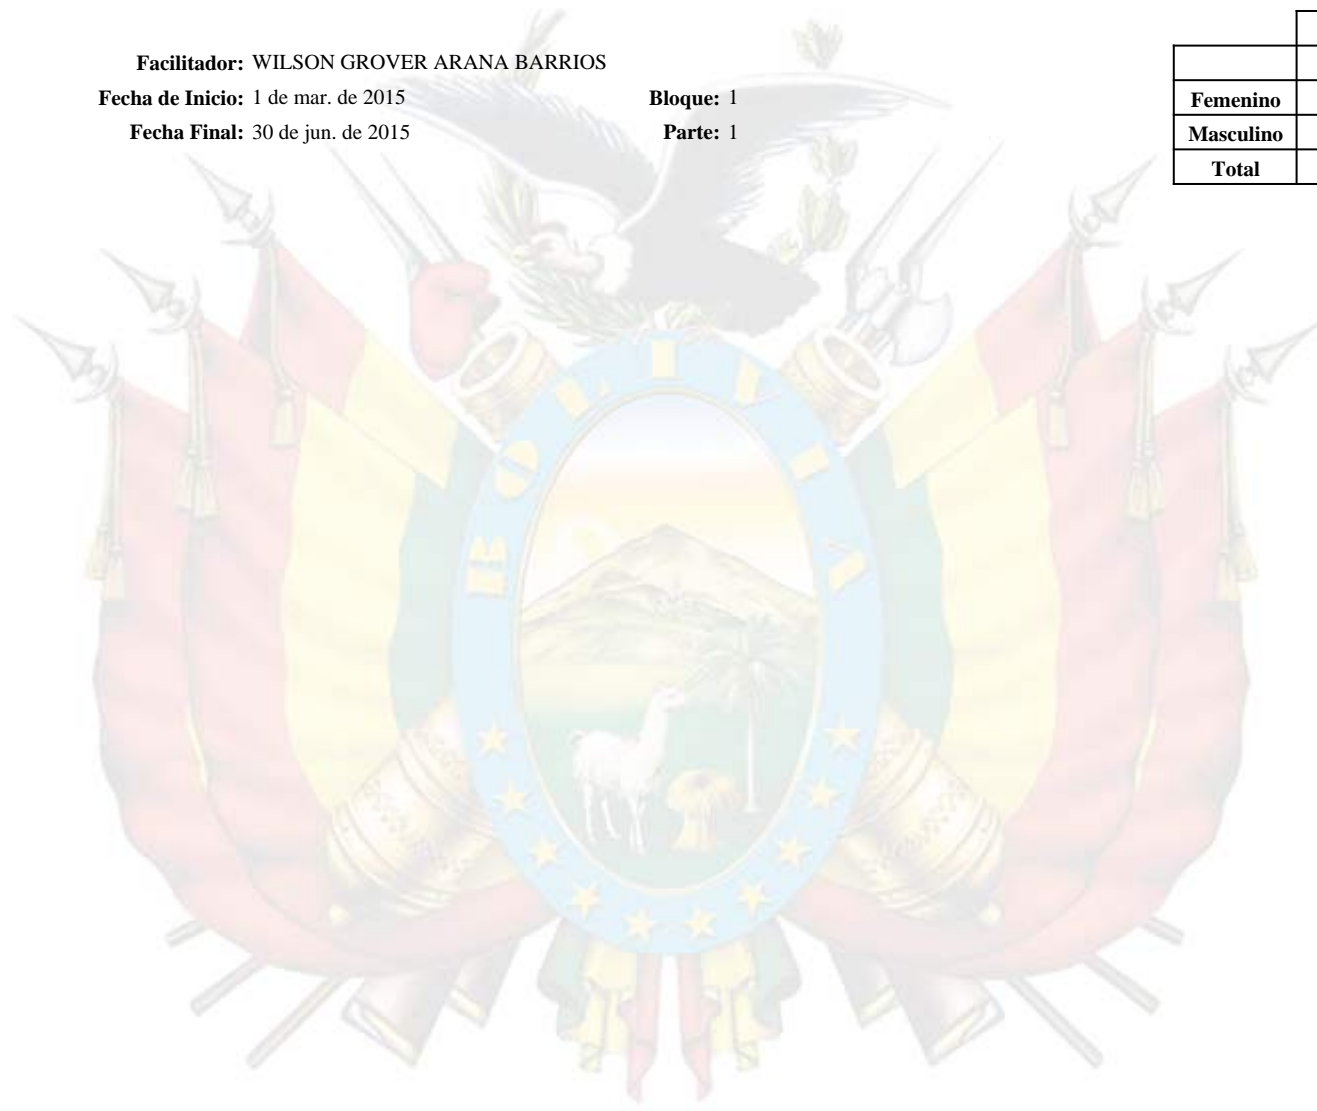 Facilitador: WILSON GROVER ARANA BARRIOS
Fecha de Inicio: 1 de mar. de 2015 Bloque: 1
Fecha Final: 30 de jun. de 2015 Parte: 1
Femenino
Masculino
Total
BOLIVIA